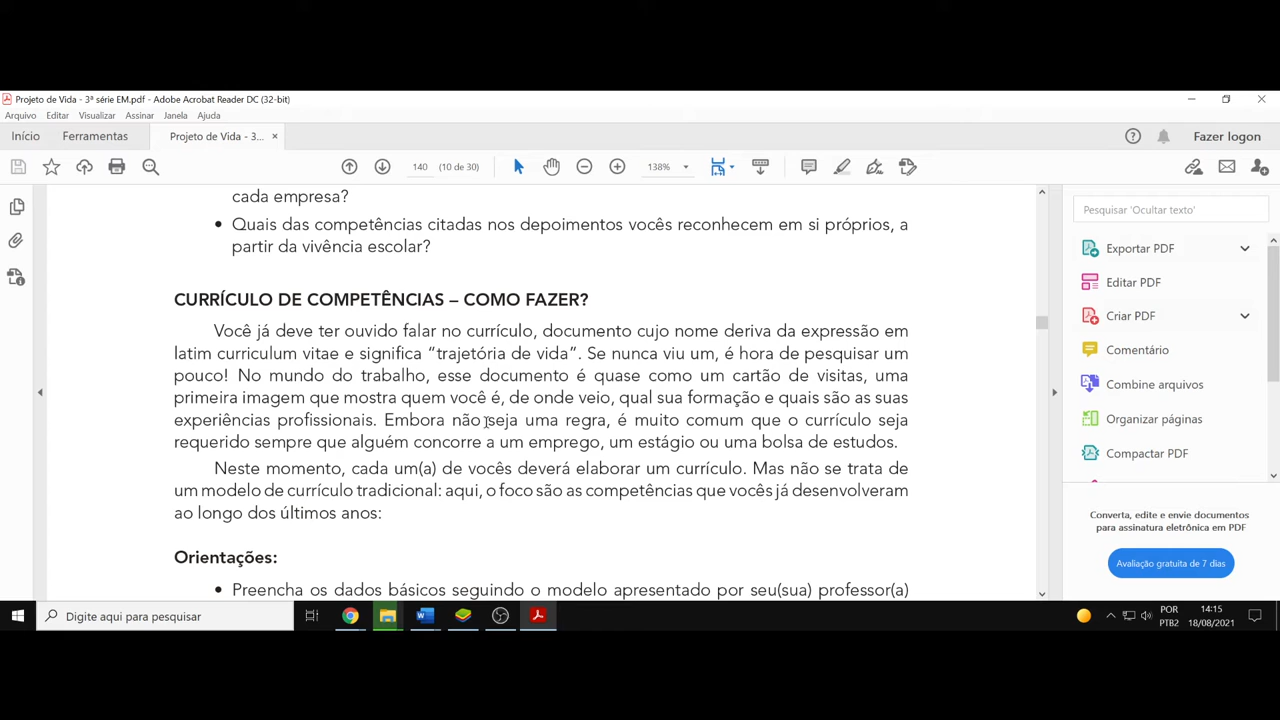 Projeto de Vida - 3ª série EM.pdf - Adobe Acrobat Reader DC (32-bit)
Arquivo Editar Visualizar Assinar Janela Ajuda
Início Ferramentas Projeto de Vida - 3... × Fazer logon
140 (10 de 30) 138%
cada empresa?
• Quais das competências citadas nos depoimentos vocês reconhecem em si próprios, a
partir da vivência escolar?
CURRÍCULO DE COMPETÊNCIAS – COMO FAZER?
Você já deve ter ouvido falar no currículo, documento cujo nome deriva da expressão em
latim curriculum vitae e significa “trajetória de vida”. Se nunca viu um, é hora de pesquisar um
pouco! No mundo do trabalho, esse documento é quase como um cartão de visitas, uma
primeira imagem que mostra quem você é, de onde veio, qual sua formação e quais são as suas
experiências profissionais. Embora não seja uma regra, é muito comum que o currículo seja
requerido sempre que alguém concorre a um emprego, um estágio ou uma bolsa de estudos.
Neste momento, cada um(a) de vocês deverá elaborar um currículo. Mas não se trata de
um modelo de currículo tradicional: aqui, o foco são as competências que vocês já desenvolveram
ao longo dos últimos anos:
Orientações:
• Preencha os dados básicos seguindo o modelo apresentado por seu(sua) professor(a)
Pesquisar 'Ocultar texto'
Exportar PDF
Editar PDF
Criar PDF
Comentário
Combine arquivos
Organizar páginas
Compactar PDF
Converta, edite e envie documentos
para assinatura eletrônica em PDF
Avaliação gratuita de 7 dias
Digite aqui para pesquisar
POR
PTB2
14:15
18/08/2021